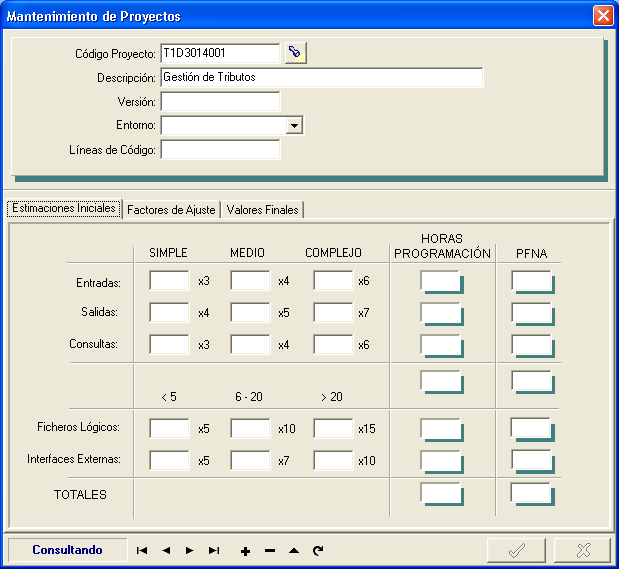 Mantenimiento de Proyectos
Código Proyecto: T1D3014001
Descripción: Gestión de Tributos
Versión:
Entorno:
Líneas de Código:
Estimaciones Iniciales Factores de Ajuste Valores Finales
HORAS
SIMPLE MEDIO COMPLEJO PROGRAMACIÓN PFNA
Entradas: x3 x4 x6
Salidas: x4 x5 x7
Consultas: x3 x4 x6
< 5 6 - 20 > 20
Ficheros Lógicos: x5 x10 x15
Interfaces Externas: x5 x7 x10
TOTALES
Consultando